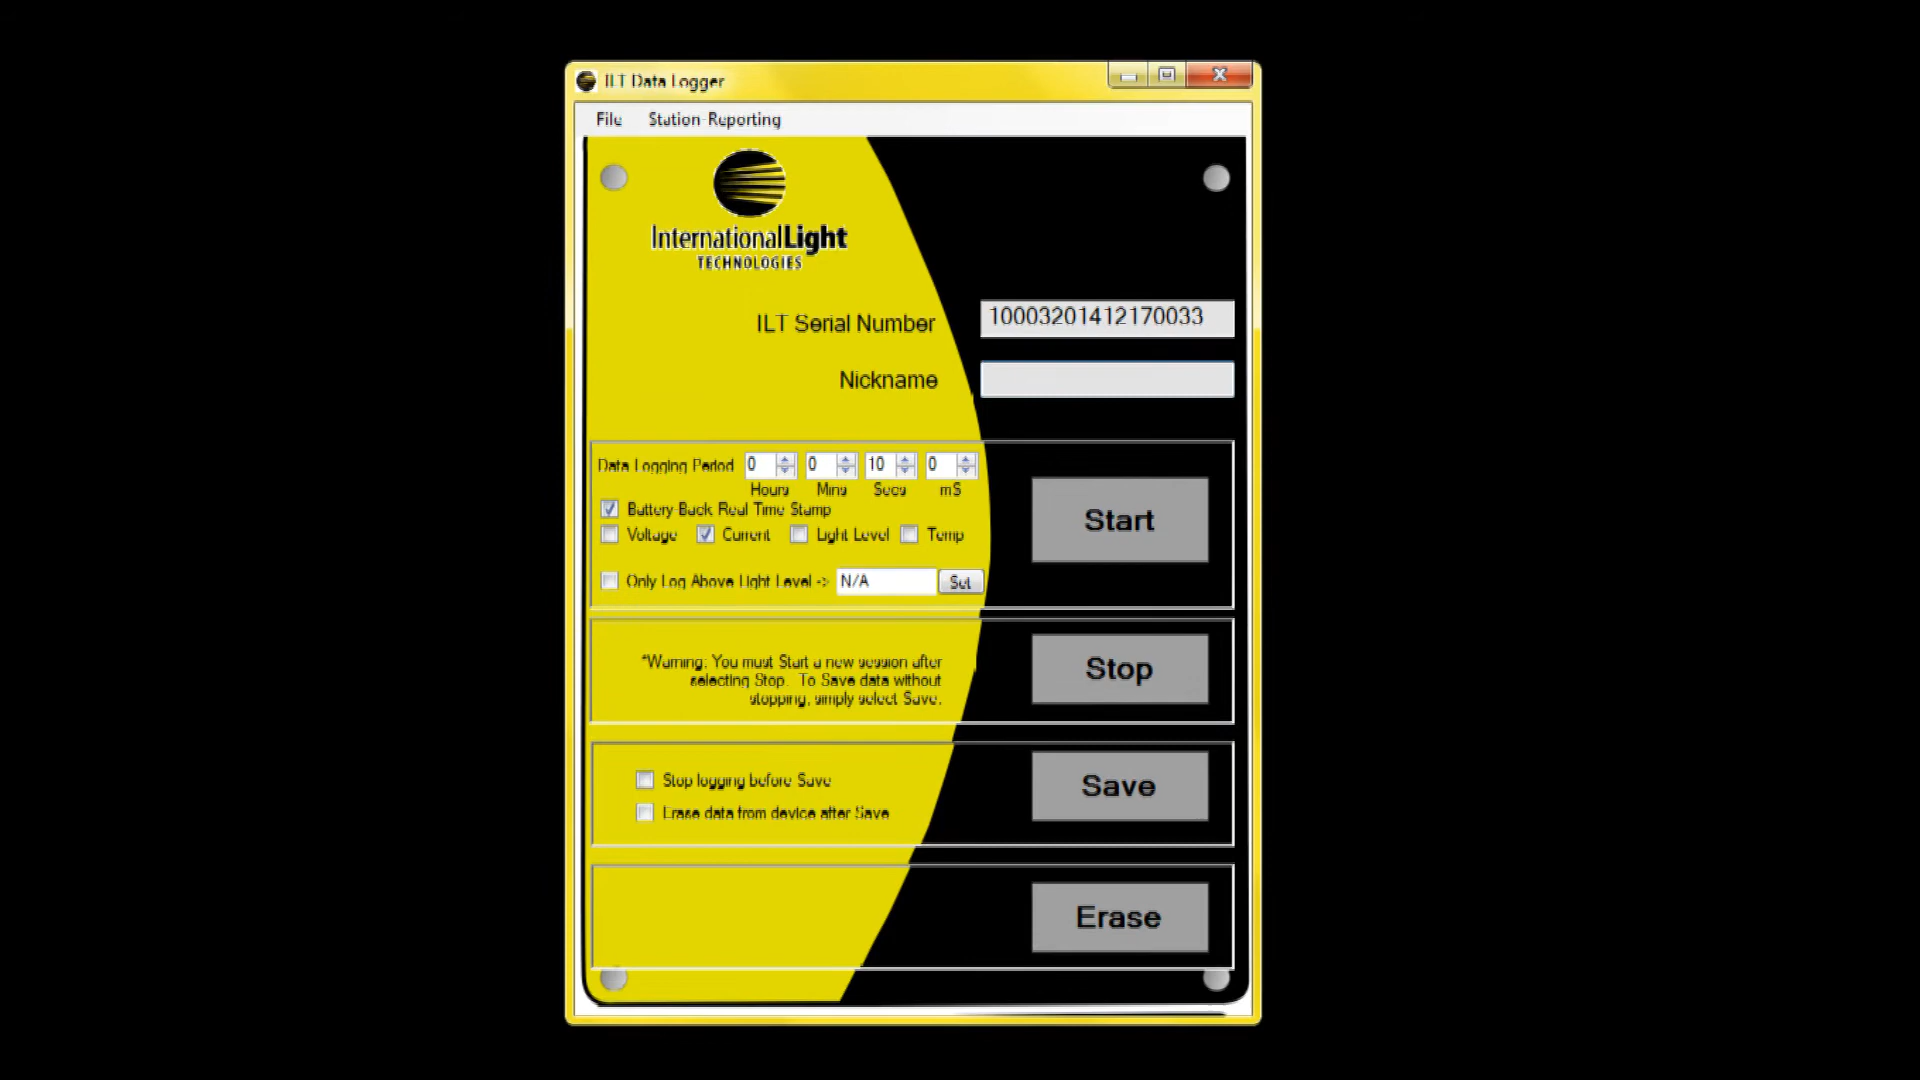 ILT Data Logger
File Station-Reporting
InternationalLight
TECHNOLOGIES
ILT Serial Number 10003201412170033
Nickname
Data Logging Period 0 0 10 0
Hours Mins Secs mS
Battery-Back Real Time Stamp
Voltage Current Light Level Temp
Only Log Above Light Level -> N/A Set
Start
*Warning: You must Start a new session after
selecting Stop. To Save data without
stopping, simply select Save.
Stop
Stop logging before Save
Erase data from device after Save
Save
Erase